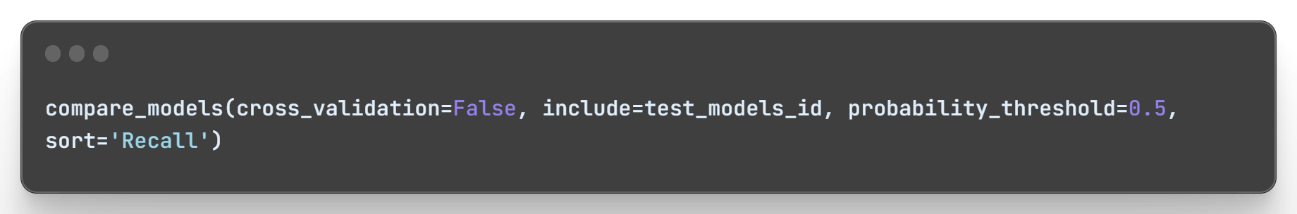 compare_models(cross_validation=False, include=test_models_id, probability_threshold=0.5,
sort='Recall')